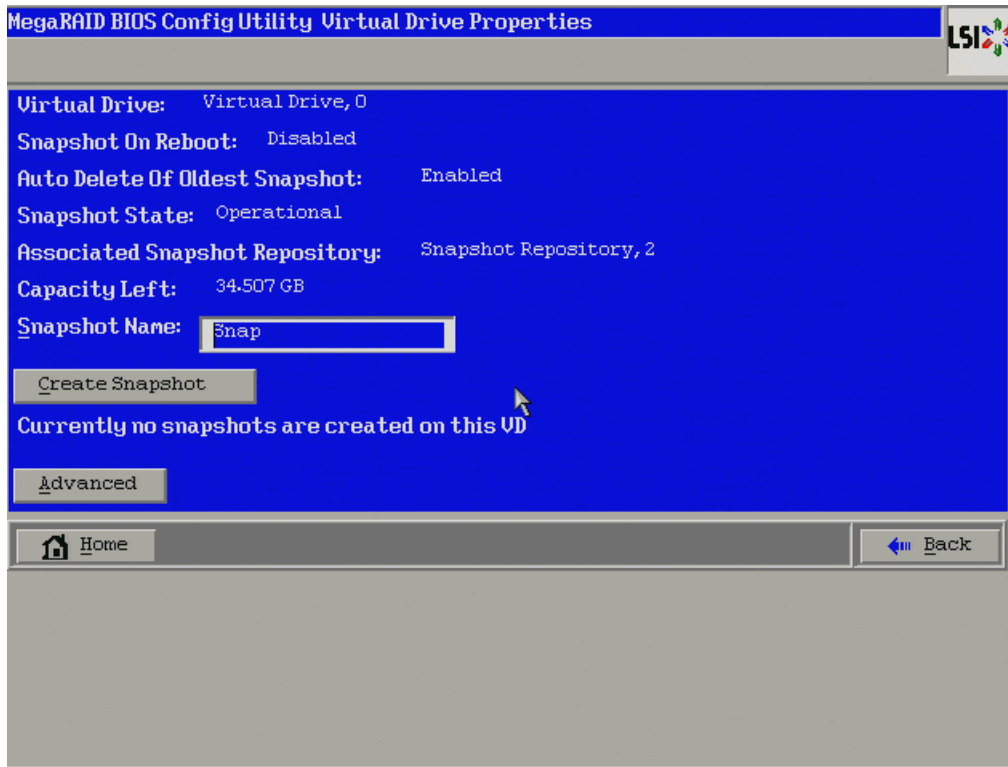 MegaRAID BIOS Config Utility Virtual Drive Properties
LSI
Virtual Drive: Virtual Drive, 0
Snapshot On Reboot: Disabled
Auto Delete Of Oldest Snapshot: Enabled
Snapshot State: Operational
Associated Snapshot Repository: Snapshot Repository, 2
Capacity Left: 34.507 GB
Snapshot Name: Snap
Create Snapshot
Currently no snapshots are created on this VD
Advanced
Home
Back